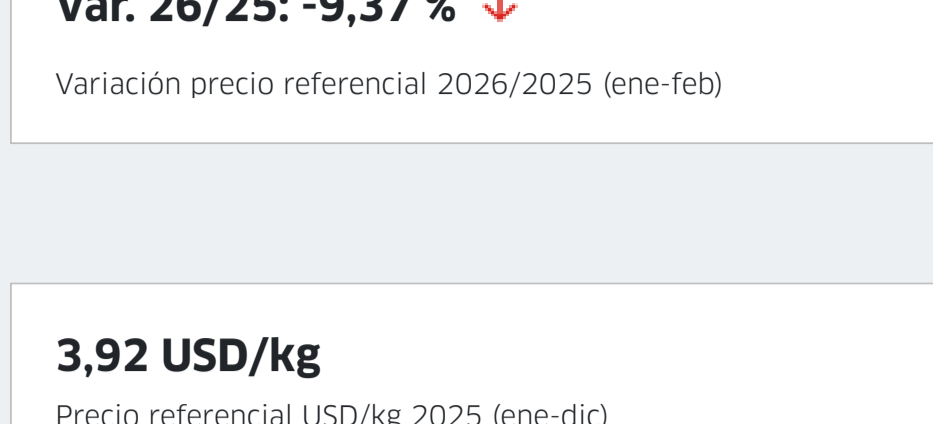 Var. 26/25: -9,37 %
Variación precio referencial 2026/2025 (ene-feb)
3,92 USD/kg
Precio referencial USD/kg 2025 (ene-dic)